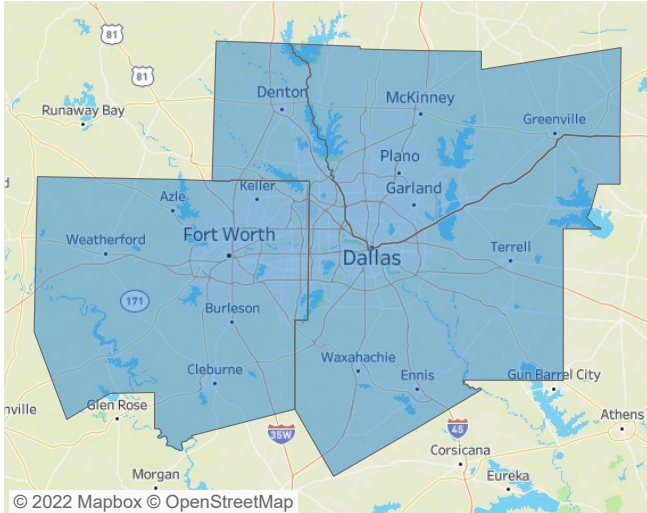 81
81
Runaway Bay
Denton
McKinney
Greenville
Plano
Keller
Garland
Azle
Weatherford
Fort Worth
Dallas
Terrell
171
Burleson
Waxahachie
Cleburne
Ennis
Gun Barrel City
nville
Glen Rose
Athens
35W
45
Corsicana
Morgan
Eureka
© 2022 Mapbox © OpenStreetMap